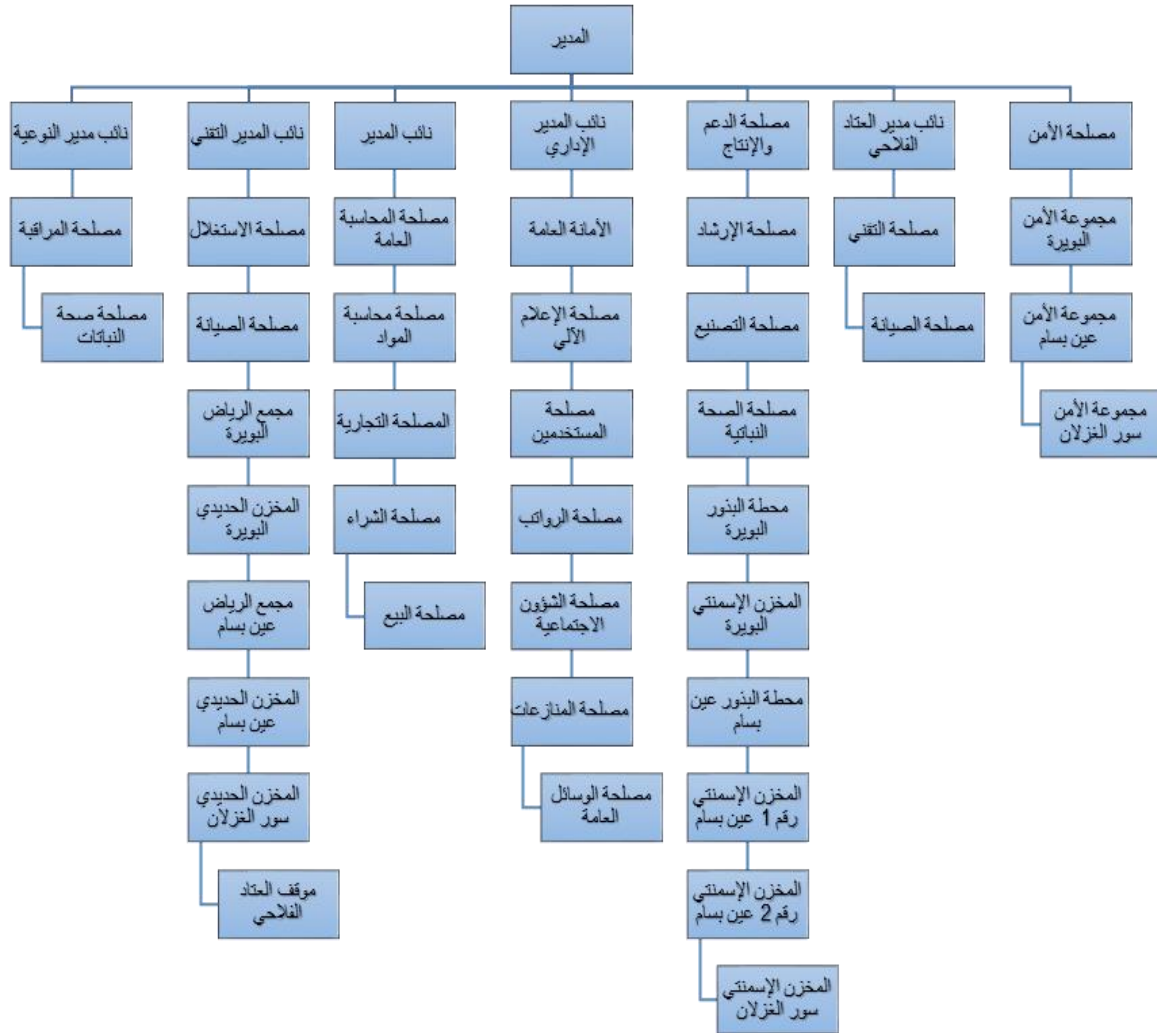 المدير
مصلحة الأمن
مجموعة الأمن
البويرة
مجموعة الأمن
عين بسام
مجموعة الأمن
سور الغزلان
نائب مدير العتاد
الفلاحي
مصلحة التقني
مصلحة الصيانة
مصلحة الدعم
والإنتاج
مصلحة الإرشاد
مصلحة التصنيع
مصلحة الصحة
النباتية
محطة البذور
البويرة
المخزن الإسمنتي
البويرة
محطة البذور عين
بسام
المخزن الإسمنتي
رقم 1 عين بسام
المخزن الإسمنتي
رقم 2 عين بسام
المخزن الإسمنتي
سور الغزلان
نائب المدير
الإداري
الأمانة العامة
مصلحة الإعلام
الآلي
مصلحة
المستخدمين
مصلحة الرواتب
مصلحة الشؤون
الاجتماعية
مصلحة المنازعات
مصلحة الوسائل
العامة
نائب المدير
مصلحة المحاسبة
العامة
مصلحة محاسبة
المواد
المصلحة التجارية
مصلحة الشراء
مصلحة البيع
نائب المدير التقني
مصلحة الاستغلال
مصلحة الصيانة
مجمع الرياض
البويرة
المخزن الحديدي
البويرة
مجمع الرياض
عين بسام
المخزن الحديدي
عين بسام
المخزن الحديدي
سور الغزلان
موقف العتاد
الفلاحي
نائب مدير النوعية
مصلحة المراقبة
مصلحة صحة
النباتات